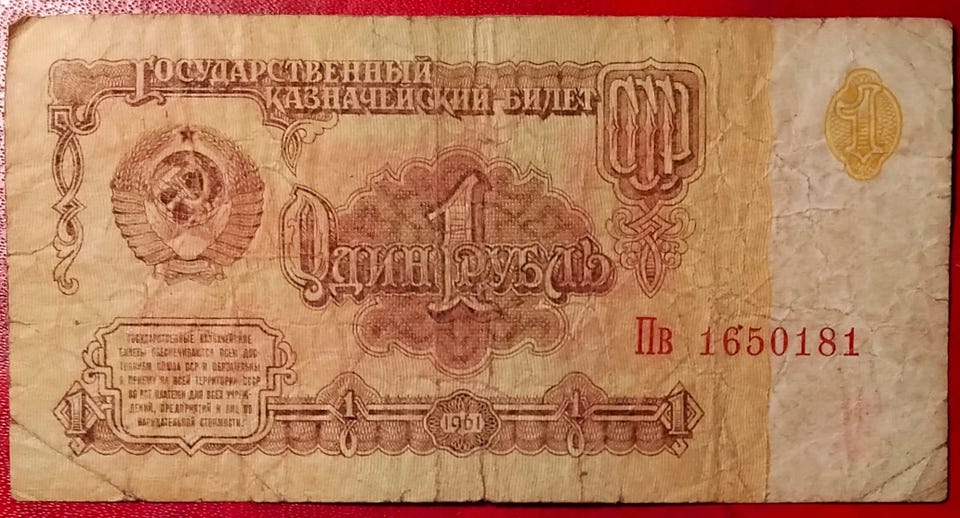 ГОСУДАРСТВЕННЫЙ
КАЗНАЧЕЙСКИЙ БИЛЕТ
СССР
1
1
ОДИН РУБЛЬ
Пв 1650181
ГОСУДАРСТВЕННЫЕ КАЗНАЧЕЙСКИЕ
БИЛЕТЫ ОБЕСПЕЧИВАЮТСЯ ВСЕМ ДОС-
ТОЯНИЕМ СОЮЗА ССР И ОБЯЗАТЕЛЬНЫ
К ПРИЕМУ НА ВСЕЙ ТЕРРИТОРИИ СССР
ВО ВСЕ ПЛАТЕЖИ ДЛЯ ВСЕХ УЧРЕЖ-
ДЕНИЙ, ПРЕДПРИЯТИЙ И ЛИЦ ПО
НАРИЦАТЕЛЬНОЙ СТОИМОСТИ.
1 1 1961 1 1